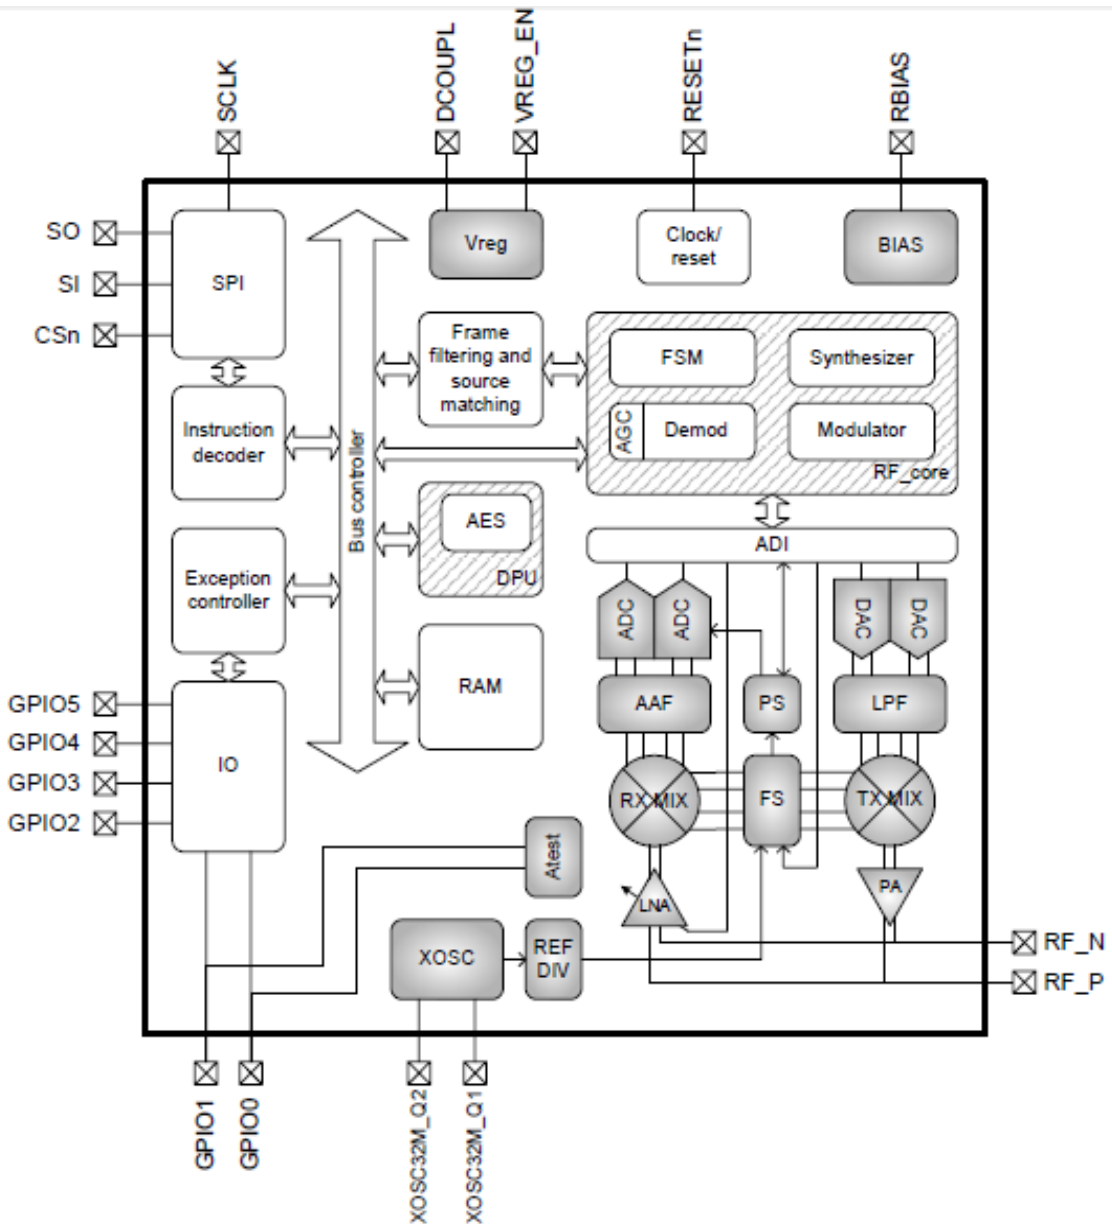 SCLK
DCOUPL
VREG_EN
RESETn
RBIAS
SO
SI
CSn
SPI
Vreg
Clock/
reset
BIAS
Frame
filtering and
source
matching
FSM
Synthesizer
AGC
Demod
Modulator
RF_core
Instruction
decoder
Bus controller
AES
DPU
ADI
Exception
controller
ADC
ADC
DAC
DAC
RAM
AAF
PS
LPF
GPIO5
GPIO4
GPIO3
GPIO2
IO
RX MIX
FS
TX MIX
Atest
LNA
PA
XOSC
REF
DIV
RF_N
RF_P
GPIO1
GPIO0
XOSC32M_Q2
XOSC32M_Q1